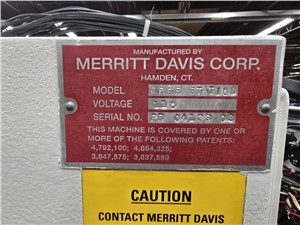 MANUFACTURED BY
MERRITT DAVIS CORP.
HAMDEN, CT.
MODEL STATION
VOLTAGE
SERIAL NO.
THIS MACHINE IS COVERED BY ONE OR
MORE OF THE FOLLOWING PATENTS:
4,792,100; 4,664,325;
3,847,575; 3,837,589
CAUTION
CONTACT MERRITT DAVIS